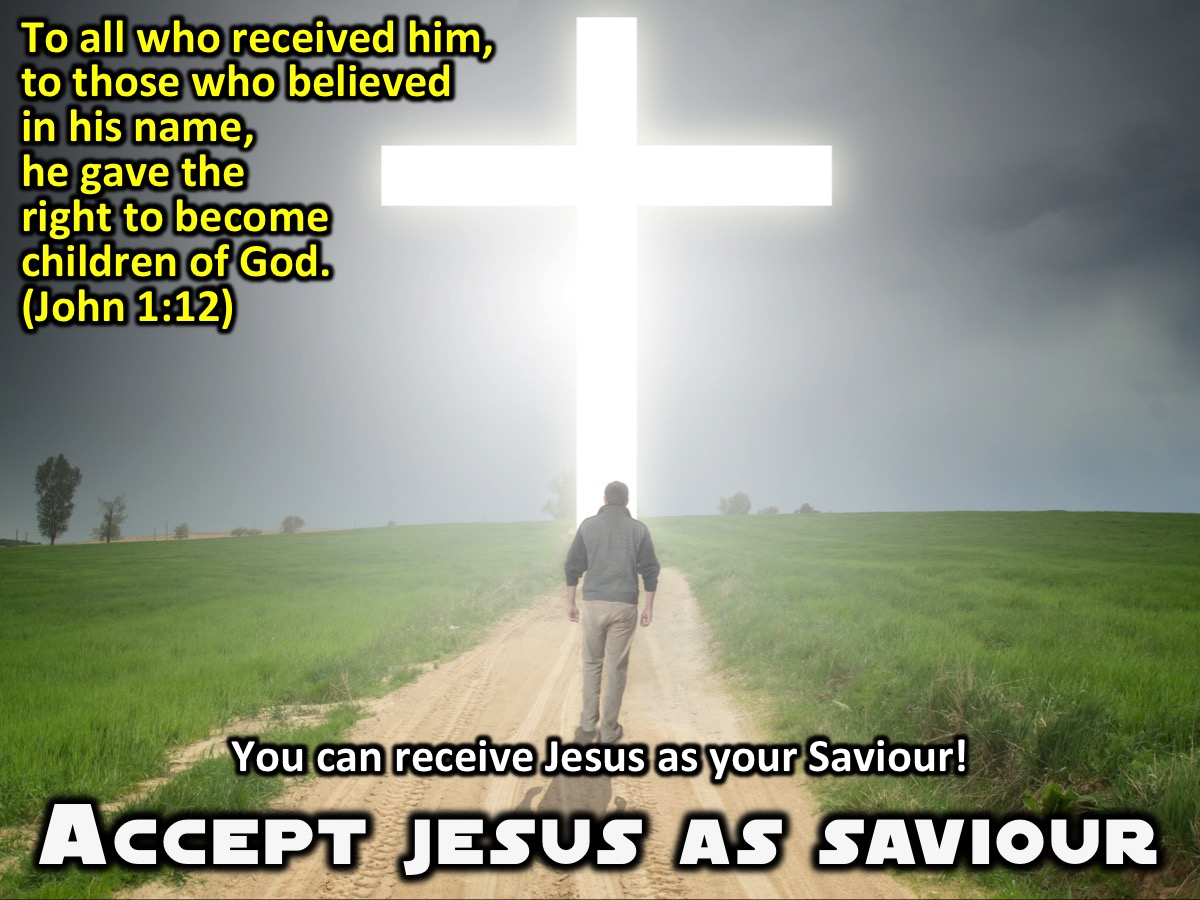 To all who received him,
to those who believed
in his name,
he gave the
right to become
children of God.
(John 1:12)
You can receive Jesus as your Saviour!
Accept jesus as saviour